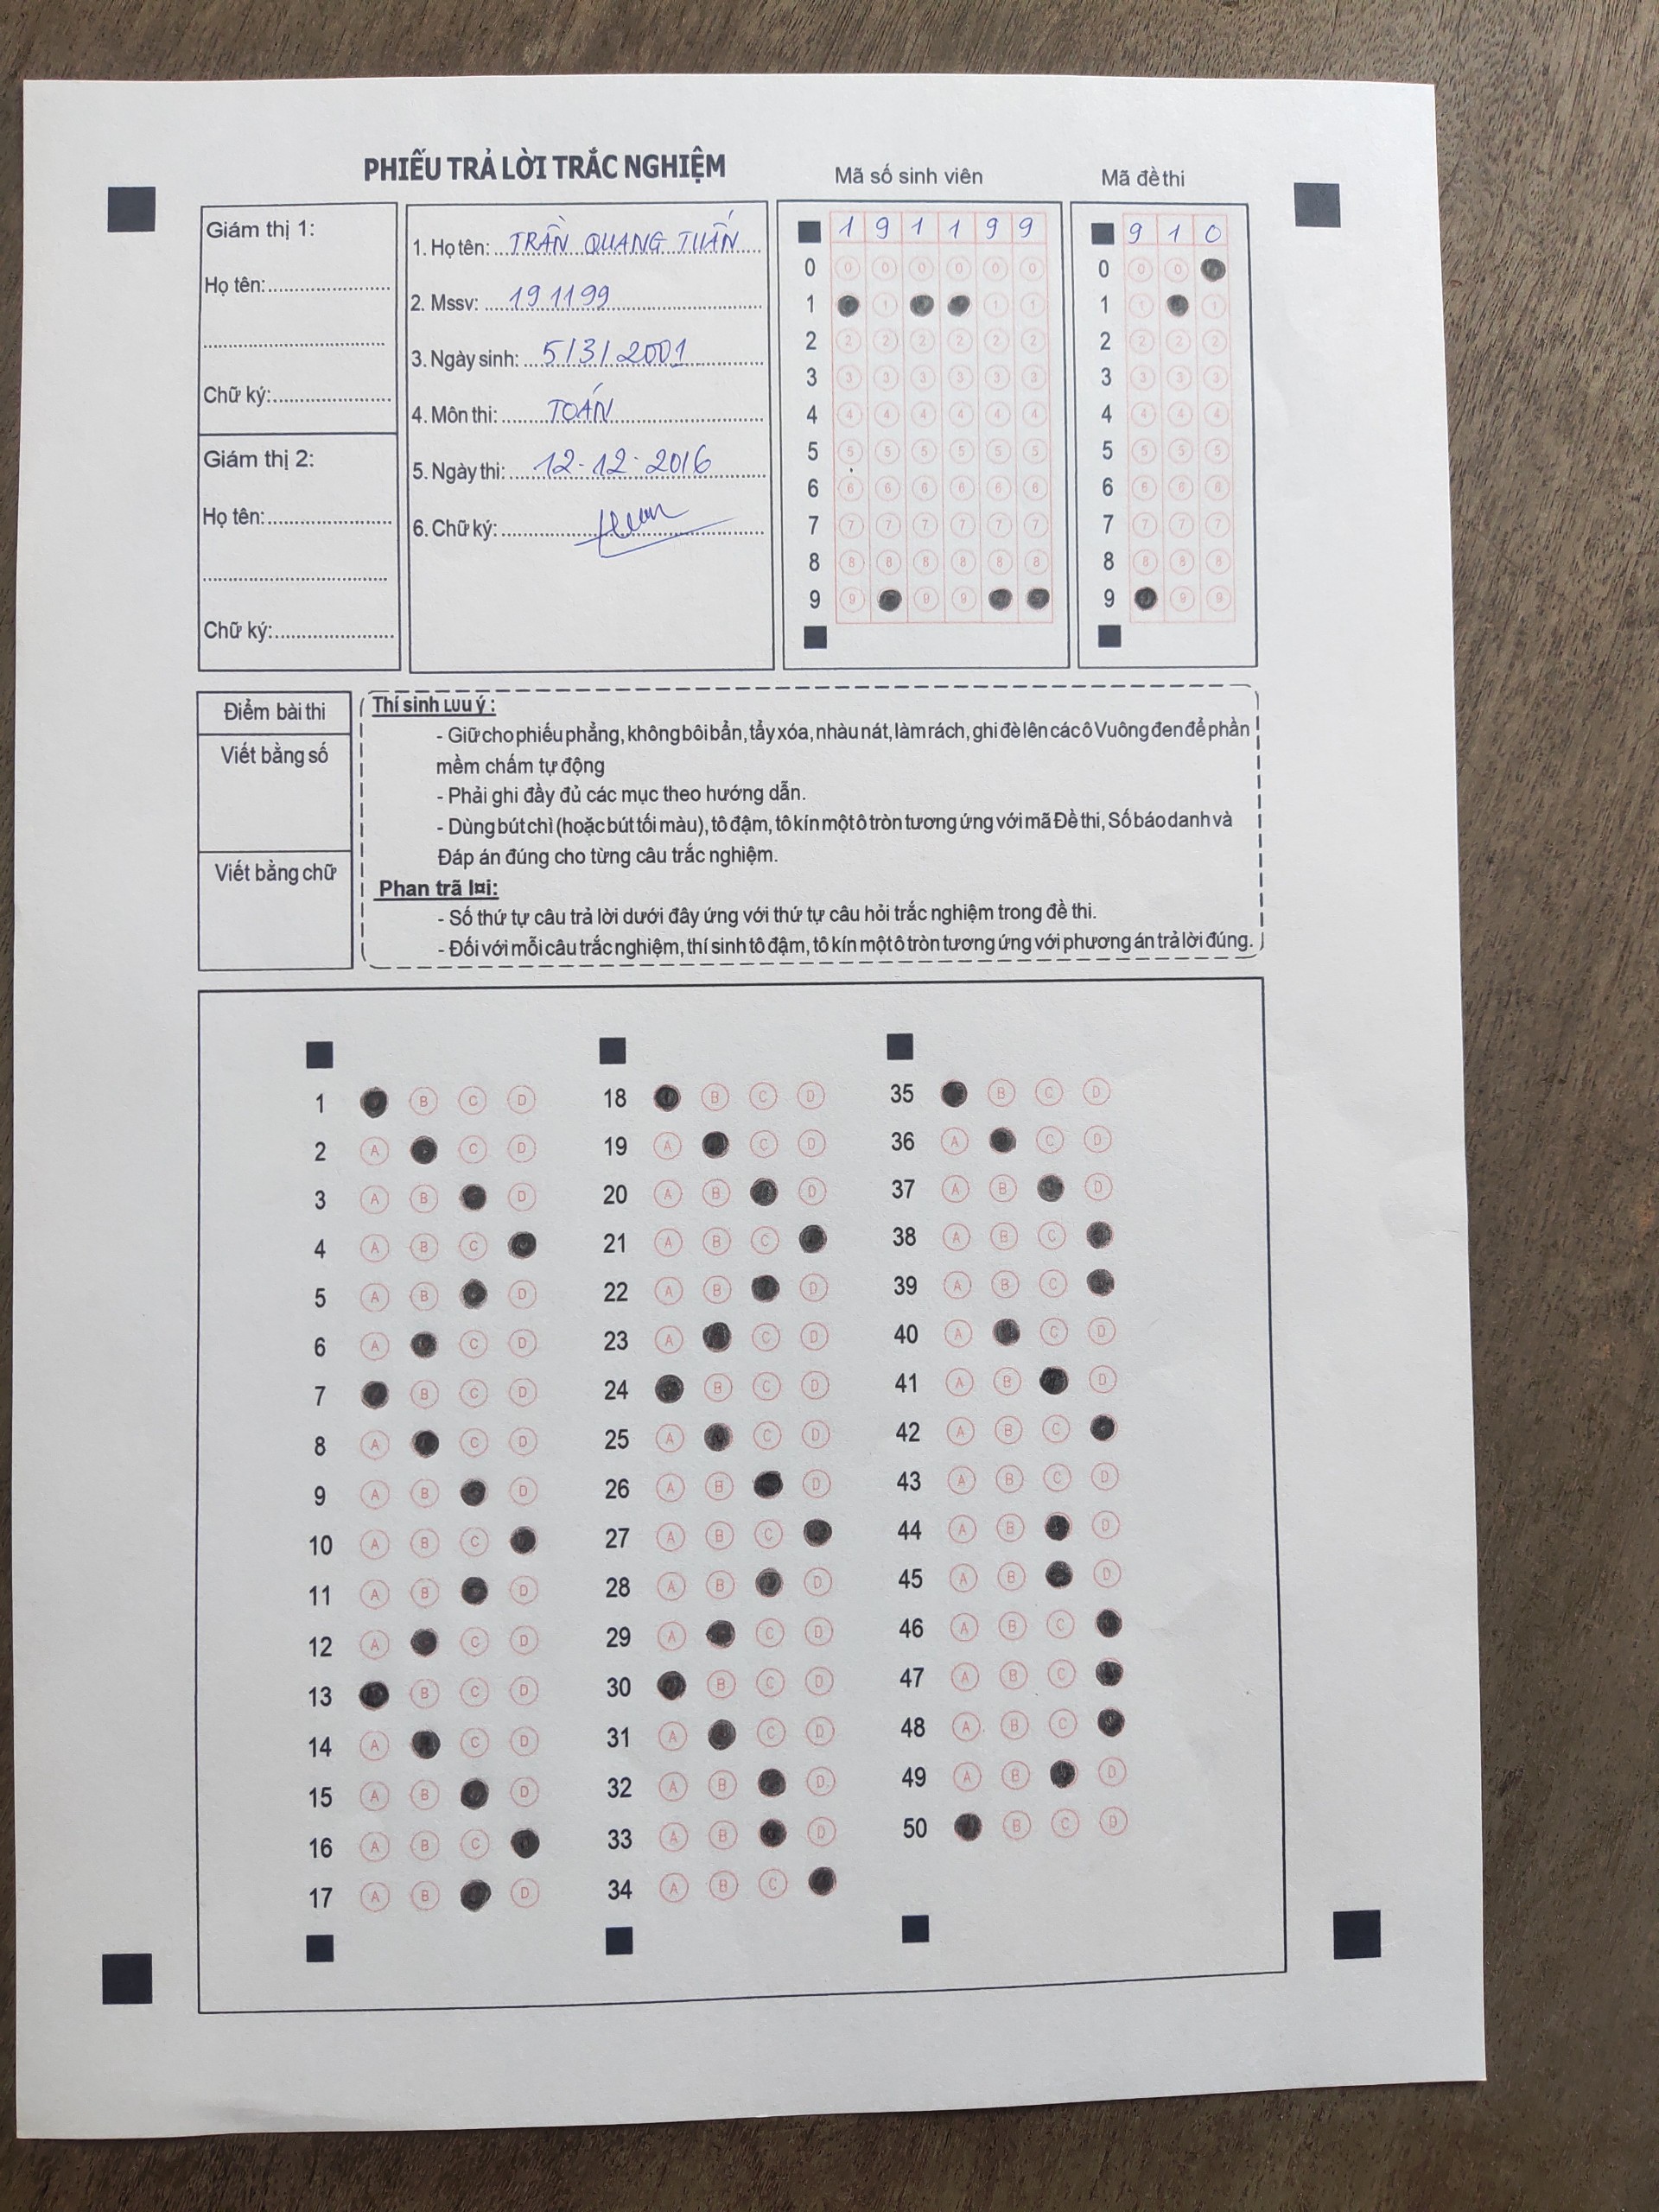 PHIẾU TRẢ LỜI TRẮC NGHIỆM
Mã số sinh viên
Mã đề thi
Giám thị 1:
Họ tên:
Chữ ký:
Giám thị 2:
Họ tên:
Chữ ký:
1. Họ tên: TRẦN QUANG TUẤN
2. Mssv: 191199
3. Ngày sinh: 5/3/2001
4. Môn thi: TOÁN
5. Ngày thi: 12.12.2016
6. Chữ ký:
1 9 1 1 9 9
0 0 0 0 0 0 0
1 1 1 1
2 2 2 2 2 2 2
3 3 3 3 3 3 3
4 4 4 4 4 4 4
5 5 5 5 5 5 5
6 6 6 6 6 6 6
7 7 7 7 7 7 7
8 8 8 8 8 8 8
9 9 9 9
9 1 0
0 0 0
1 1 1
2 2 2 2
3 3 3 3
4 4 4 4
5 5 5 5
6 6 6 6
7 7 7 7
8 8 8 8
9 9 9
Điểm bài thi
Viết bằng số
Viết bằng chữ
Thí sinh LƯU ý :
- Giữ cho phiếu phẳng, không bôi bẩn, tẩy xóa, nhàu nát, làm rách, ghi đè lên các ô Vuông đen để phần
mềm chấm tự động
- Phải ghi đầy đủ các mục theo hướng dẫn.
- Dùng bút chì (hoặc bút tối màu), tô đậm, tô kín một ô tròn tương ứng với mã Đề thi, Số báo danh và
Đáp án đúng cho từng câu trắc nghiệm.
Phan trã l¤i:
- Số thứ tự câu trả lời dưới đây ứng với thứ tự câu hỏi trắc nghiệm trong đề thi.
- Đối với mỗi câu trắc nghiệm, thí sinh tô đậm, tô kín một ô tròn tương ứng với phương án trả lời đúng.
1 B C D
2 A C D
3 A B D
4 A B C
5 A B D
6 A C D
7 B C D
8 A C D
9 A B D
10 A B C
11 A B D
12 A C D
13 B C D
14 A C D
15 A B D
16 A B C
17 A B D
18 B C D
19 A C D
20 A B D
21 A B C
22 A B D
23 A C D
24 B C D
25 A C D
26 A B D
27 A B C
28 A B D
29 A C D
30 B C D
31 A C D
32 A B D
33 A B D
34 A B C
35 B C D
36 A C D
37 A B D
38 A B C
39 A B C
40 A C D
41 A B D
42 A B C
43 A B C D
44 A B D
45 A B D
46 A B C
47 A B C
48 A B C
49 A B D
50 B C D